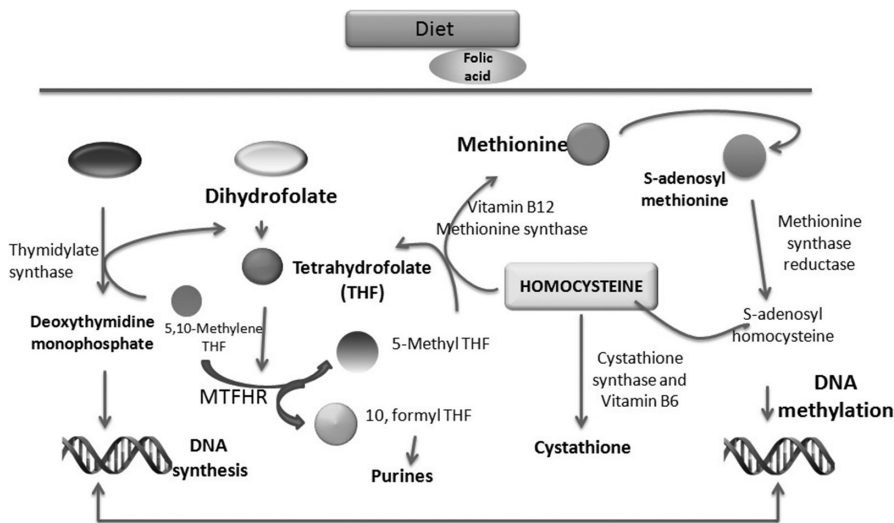 Diet
Folic
acid
Methionine
S-adenosyl
methionine
Dihydrofolate
Vitamin B12
Methionine synthase
Methionine
synthase
reductase
Thymidylate
synthase
Tetrahydrofolate
(THF)
HOMOCYSTEINE
Deoxythymidine
monophosphate
5,10-Methylene
THF
5-Methyl THF
S-adenosyl
homocysteine
MTFHR
Cystathione
synthase and
Vitamin B6
DNA
methylation
10, formyl THF
DNA
synthesis
Purines
Cystathione